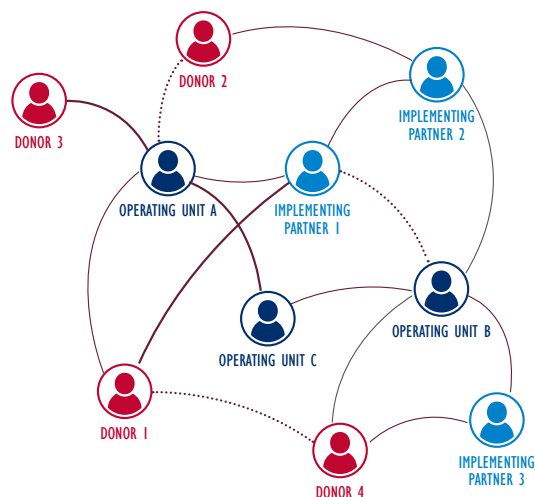 DONOR 2
IMPLEMENTING
PARTNER 2
DONOR 3
OPERATING UNIT A
IMPLEMENTING
PARTNER 1
OPERATING UNIT B
OPERATING UNIT C
DONOR 1
IMPLEMENTING
PARTNER 3
DONOR 4